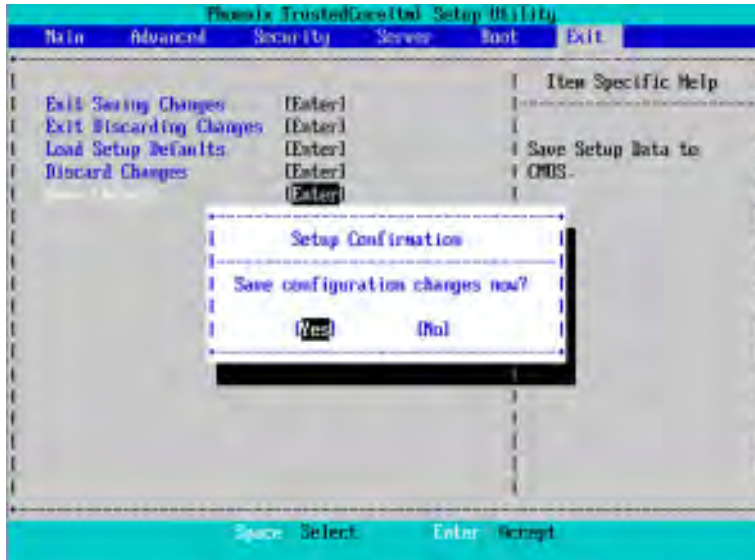 Phoenix TrustedCore(tm) Setup Utility
Main Advanced Security Server Boot Exit
Item Specific Help
Exit Saving Changes [Enter]
Exit Discarding Changes [Enter]
Load Setup Defaults [Enter]
Discard Changes [Enter]
[Enter]
Save Setup Data to
CMOS.
Setup Confirmation
Save configuration changes now?
[Yes] [No]
Space Select Enter Accept